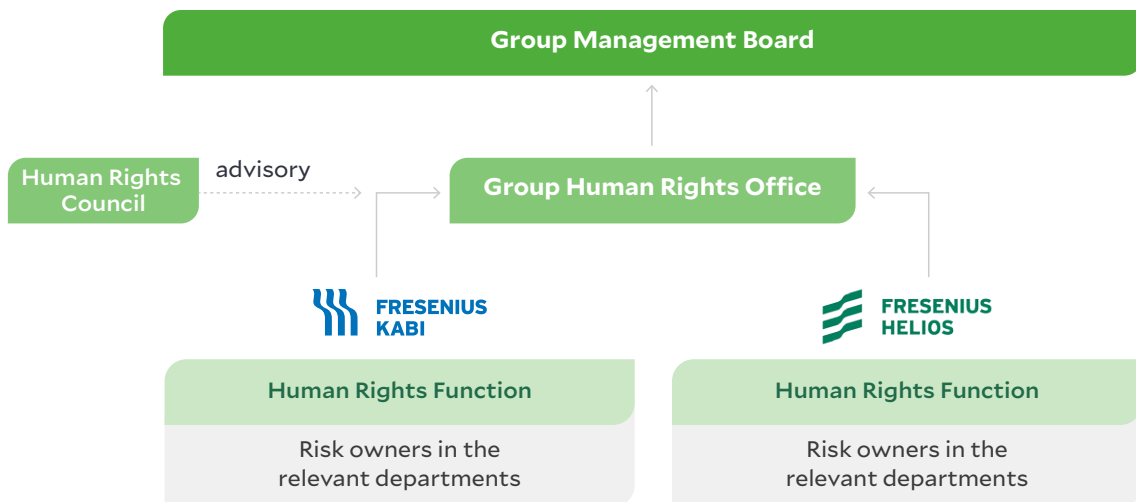 Group Management Board
Human Rights
Council
advisory
Group Human Rights Office
FRESENIUS
KABI
FRESENIUS
HELIOS
Human Rights Function
Risk owners in the
relevant departments
Human Rights Function
Risk owners in the
relevant departments